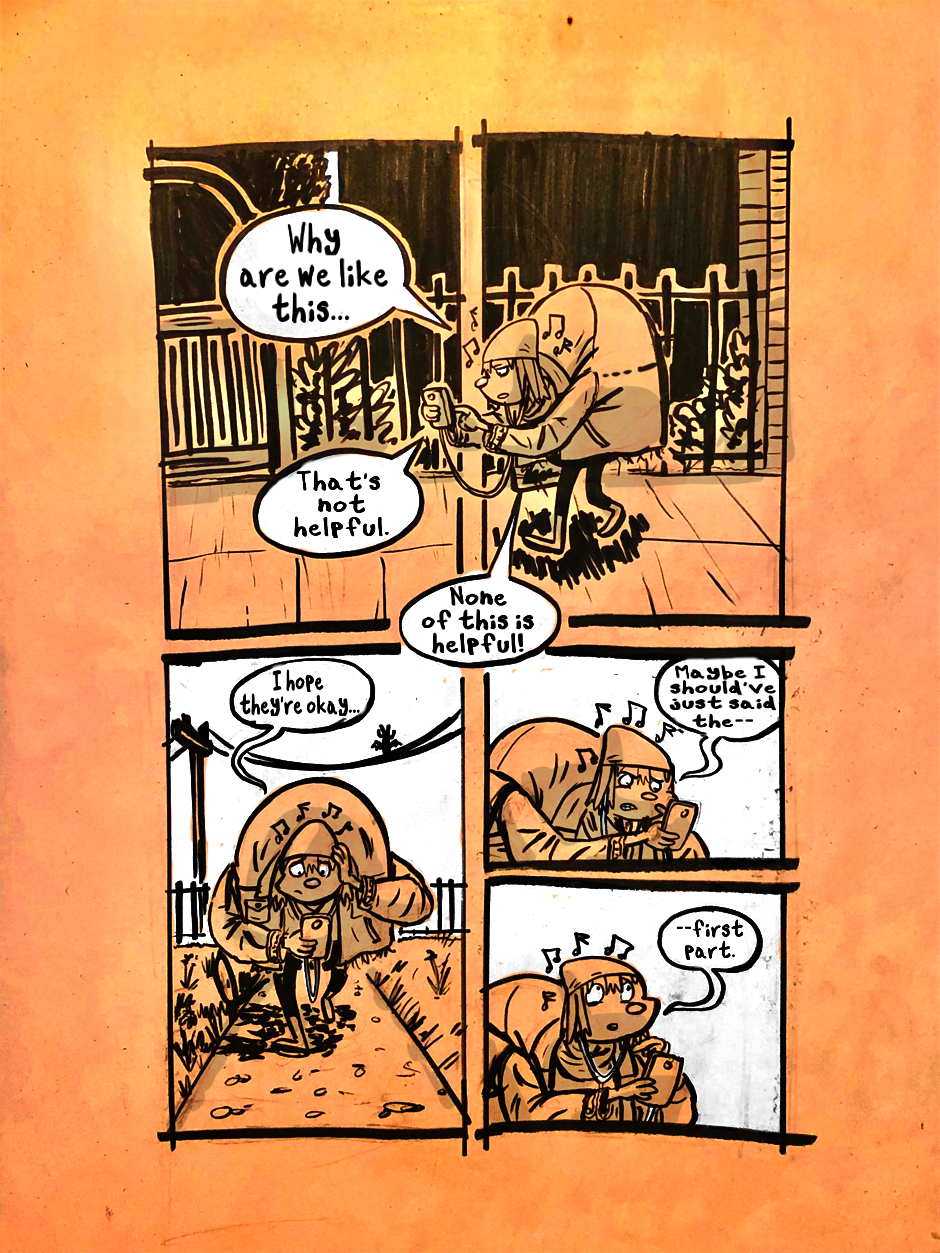 Why
are we like
this...
That's
not
helpful.
None
of this is
helpful!
I hope
they're okay...
Maybe I
should've
just said
the--
--first
part.